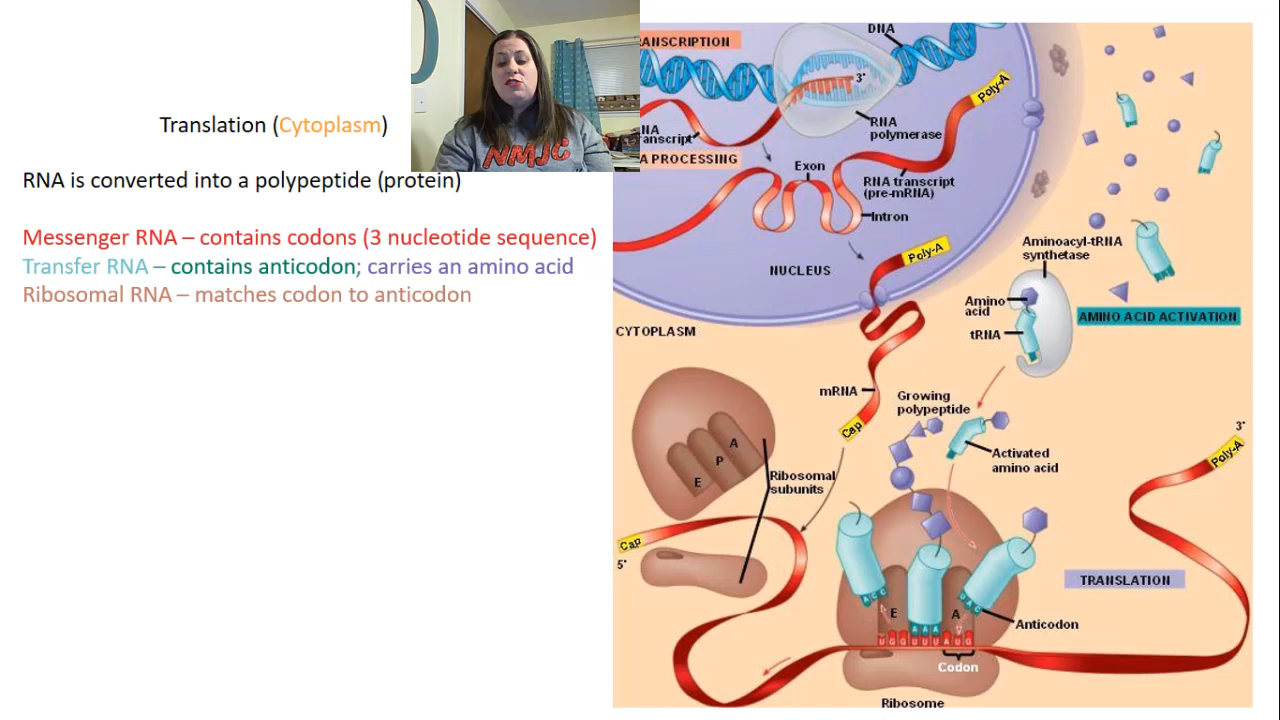 Translation (Cytoplasm)
RNA is converted into a polypeptide (protein)
Messenger RNA – contains codons (3 nucleotide sequence)
Transfer RNA – contains anticodon; carries an amino acid
Ribosomal RNA – matches codon to anticodon
NMJC
ANSCRIPTION
DNA
3'
Poly-A
RNA
polymerase
NA
anscript
A PROCESSING
Exon
RNA transcript
(pre-mRNA)
Intron
Poly-A
NUCLEUS
CYTOPLASM
Aminoacyl-tRNA
synthetase
Amino
acid
tRNA
AMINO ACID ACTIVATION
mRNA
Cap
Growing
polypeptide
Activated
amino acid
3'
Poly-A
A
P
E
Ribosomal
subunits
Cap
5'
TRANSLATION
A C C
E
A A A
A
U A C
Anticodon
U G G U U U A U G
Codon
Ribosome